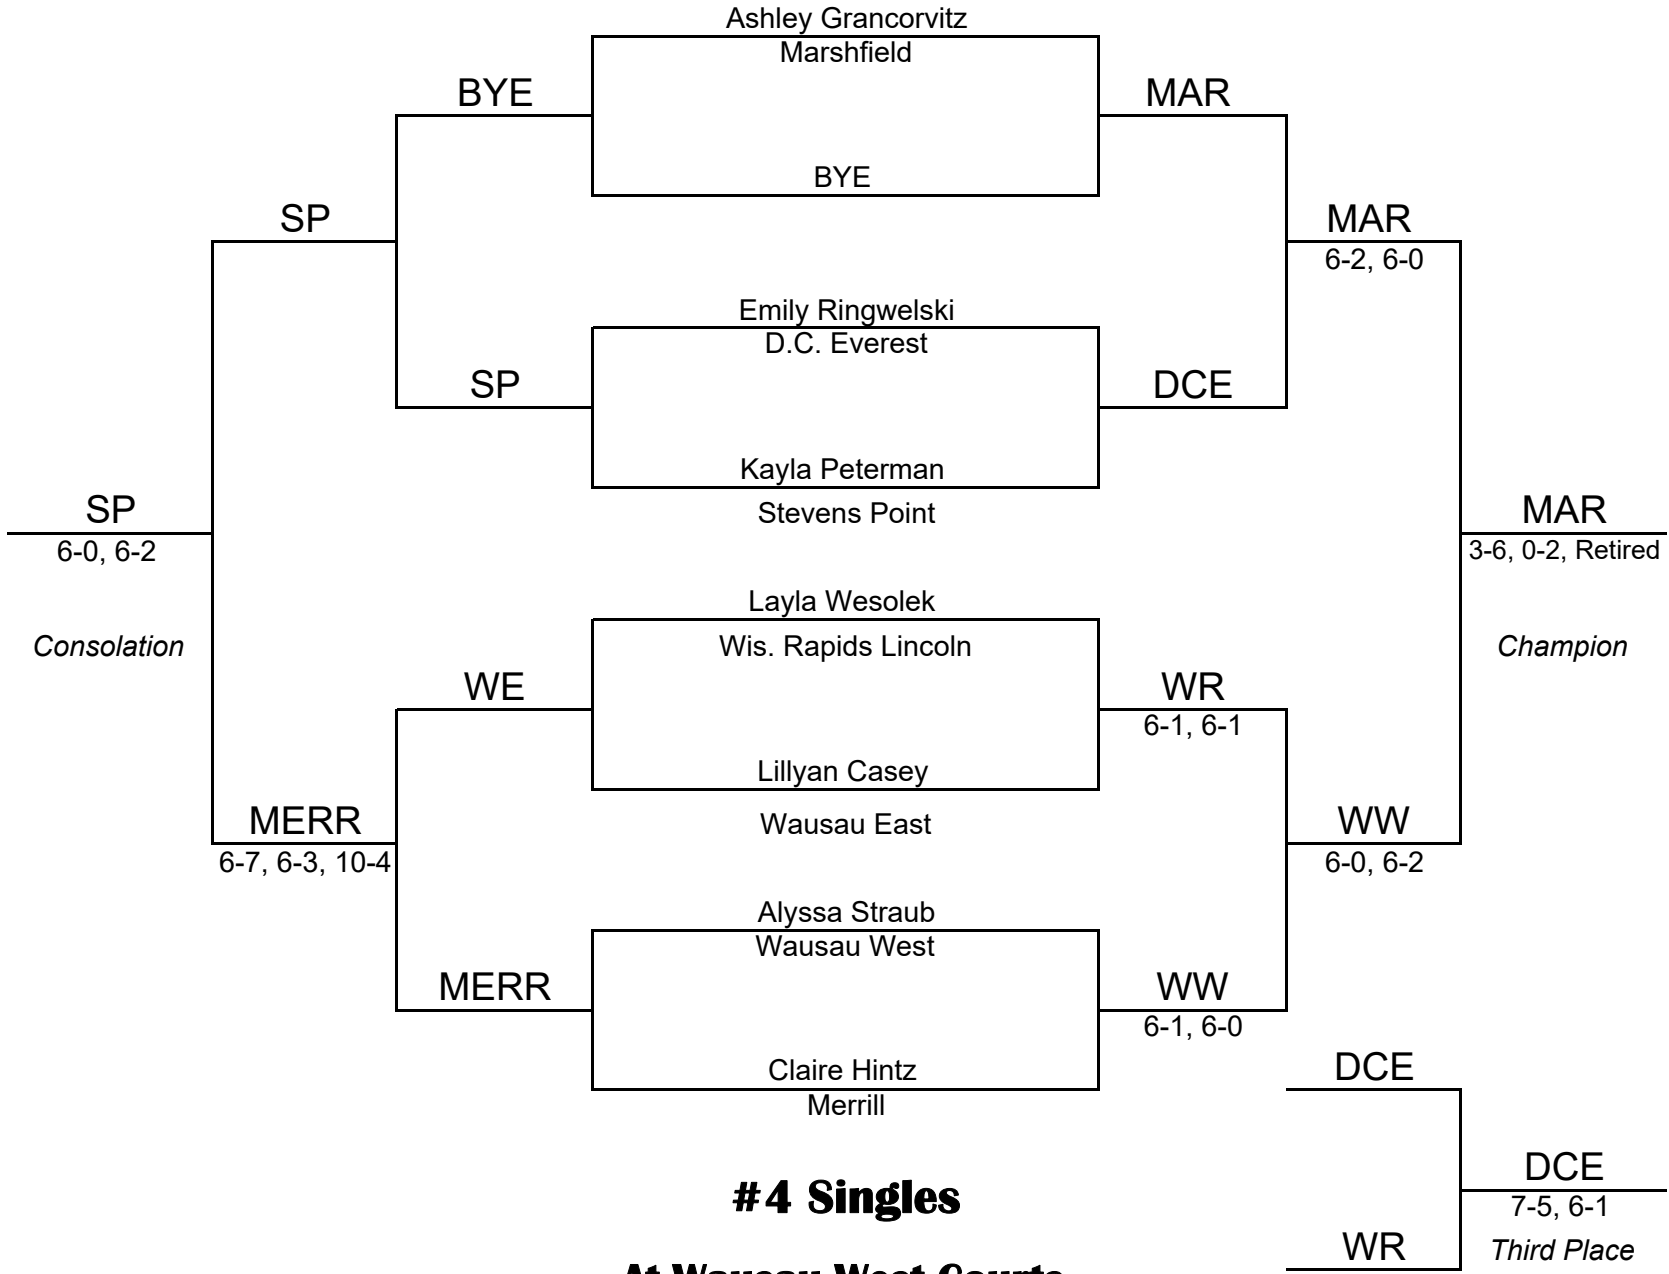 Ashley Grancorvitz
Marshfield
BYE
MAR
BYE
SP
MAR
6-2, 6-0
Emily Ringwelski
D.C. Everest
SP
DCE
Kayla Peterman
Stevens Point
SP
6-0, 6-2
MAR
3-6, 0-2, Retired
Layla Wesolek
Wis. Rapids Lincoln
Consolation
Champion
WE
WR
6-1, 6-1
Lillyan Casey
Wausau East
MERR
6-7, 6-3, 10-4
WW
6-0, 6-2
Alyssa Straub
Wausau West
MERR
WW
6-1, 6-0
Claire Hintz
Merrill
DCE
#4 Singles
DCE
7-5, 6-1
WR
Third Place
At Wausau West Courts